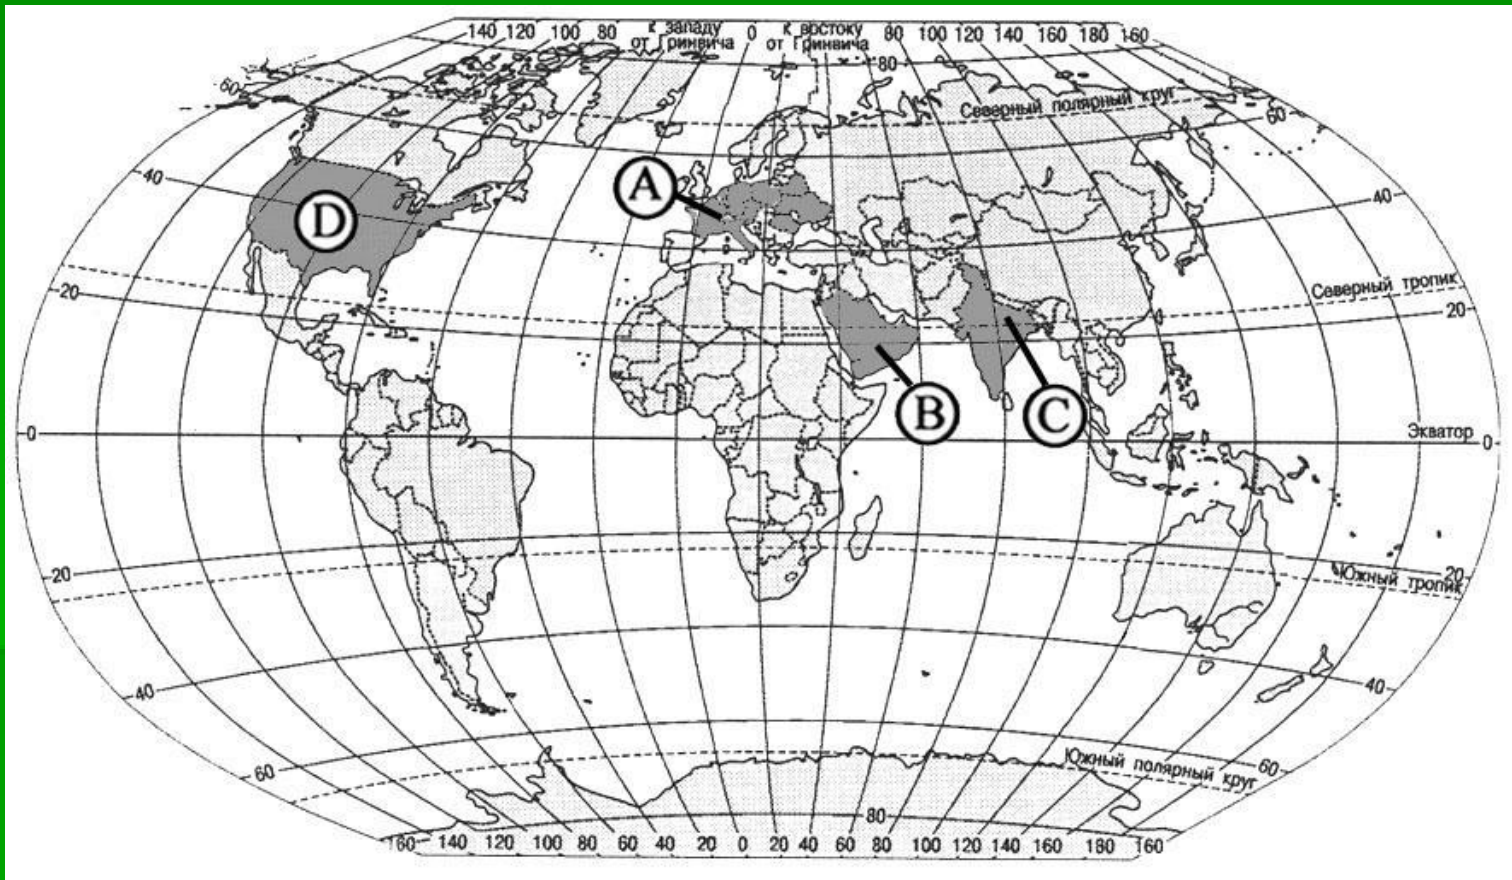 140 120 100 80 к западу от Гринвича 0 к востоку от Гринвича 80 100 120 140 160 180 160
80
Северный полярный круг
60
60
40
40
A
D
Северный тропик
20
20
B
C
Экватор
0
0
20
20
Южный тропик
40
40
60
60
Южный полярный круг
80
160 140 120 100 80 60 40 20 0 20 40 60 80 100 120 140 160 180 160